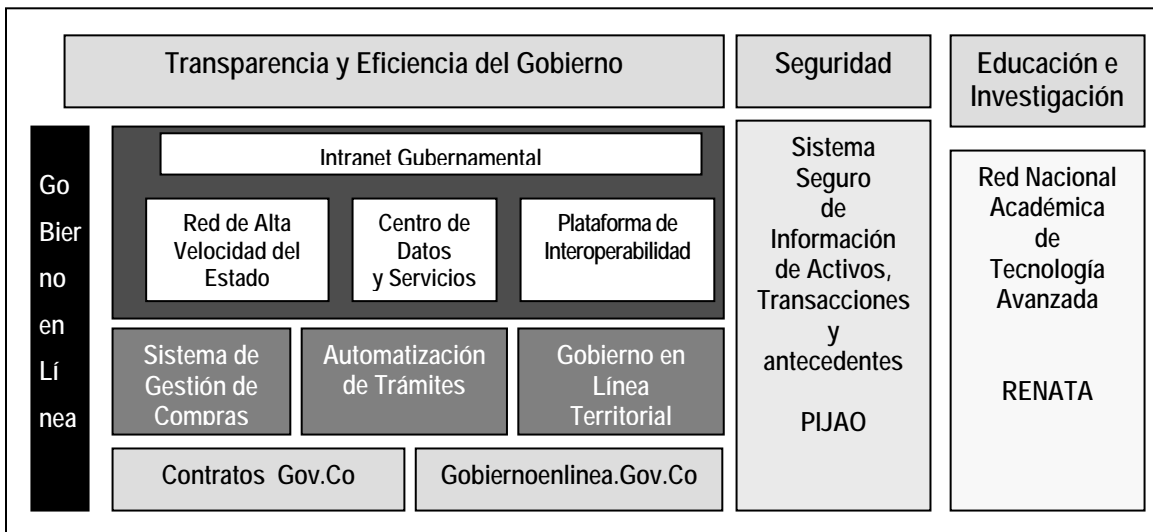 Transparencia y Eficiencia del Gobierno
Seguridad
Educación e
Investigación
Go
Bier
no
en
Lí
nea
Intranet Gubernamental
Red de Alta
Velocidad del
Estado
Centro de
Datos
y Servicios
Plataforma de
Interoperabilidad
Sistema de
Gestión de
Compras
Automatización
de Trámites
Gobierno en
Línea
Territorial
Contratos Gov.Co
Gobiernoenlinea.Gov.Co
Sistema
Seguro
de
Información
de Activos,
Transacciones
y
antecedentes
PIJAO
Red Nacional
Académica
de
Tecnología
Avanzada
RENATA